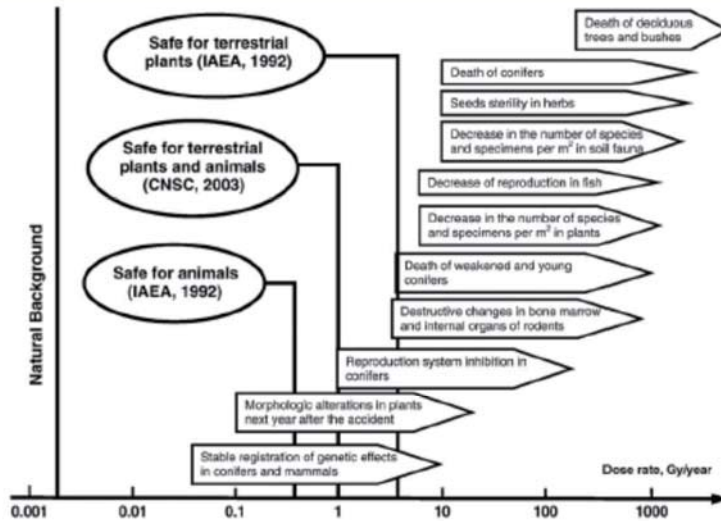 Death of deciduous
trees and bushes
Safe for terrestrial
plants (IAEA, 1992)
Death of conifers
Seeds sterility in herbs
Decrease in the number of species
and specimens per m² in soil fauna
Safe for terrestrial
plants and animals
(CNSC, 2003)
Decrease of reproduction in fish
Decrease in the number of species
and specimens per m² in plants
Safe for animals
(IAEA, 1992)
Death of weakened and young
conifers
Destructive changes in bone marrow
and internal organs of rodents
Natural Background
Reproduction system inhibition in
conifers
Morphologic alterations in plants
next year after the accident
Stable registration of genetic effects
in conifers and mammals
Dose rate, Gy/year
0.001 0.01 0.1 1 10 100 1000